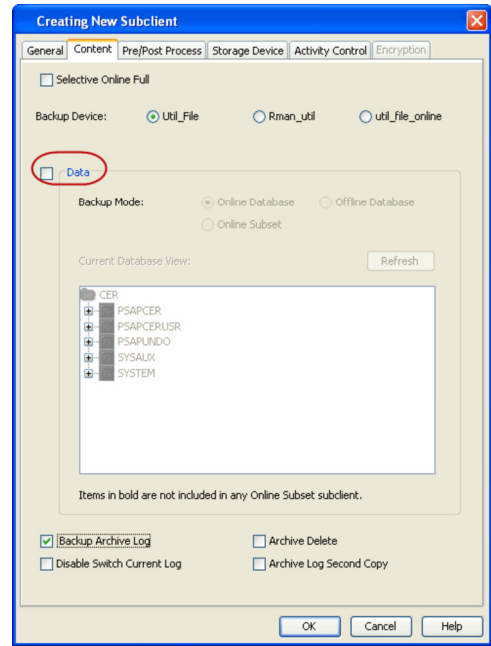 Creating New Subclient
General Content Pre/Post Process Storage Device Activity Control Encryption
Selective Online Full
Backup Device: Util_File Rman_util util_file_online
Data
Backup Mode: Online Database Offline Database
Online Subset
Current Database View: Refresh
CER
PSAPCER
PSAPCERUSR
PSAPUNDO
SYSAUX
SYSTEM
Items in bold are not included in any Online Subset subclient.
Backup Archive Log Archive Delete
Disable Switch Current Log Archive Log Second Copy
OK Cancel Help